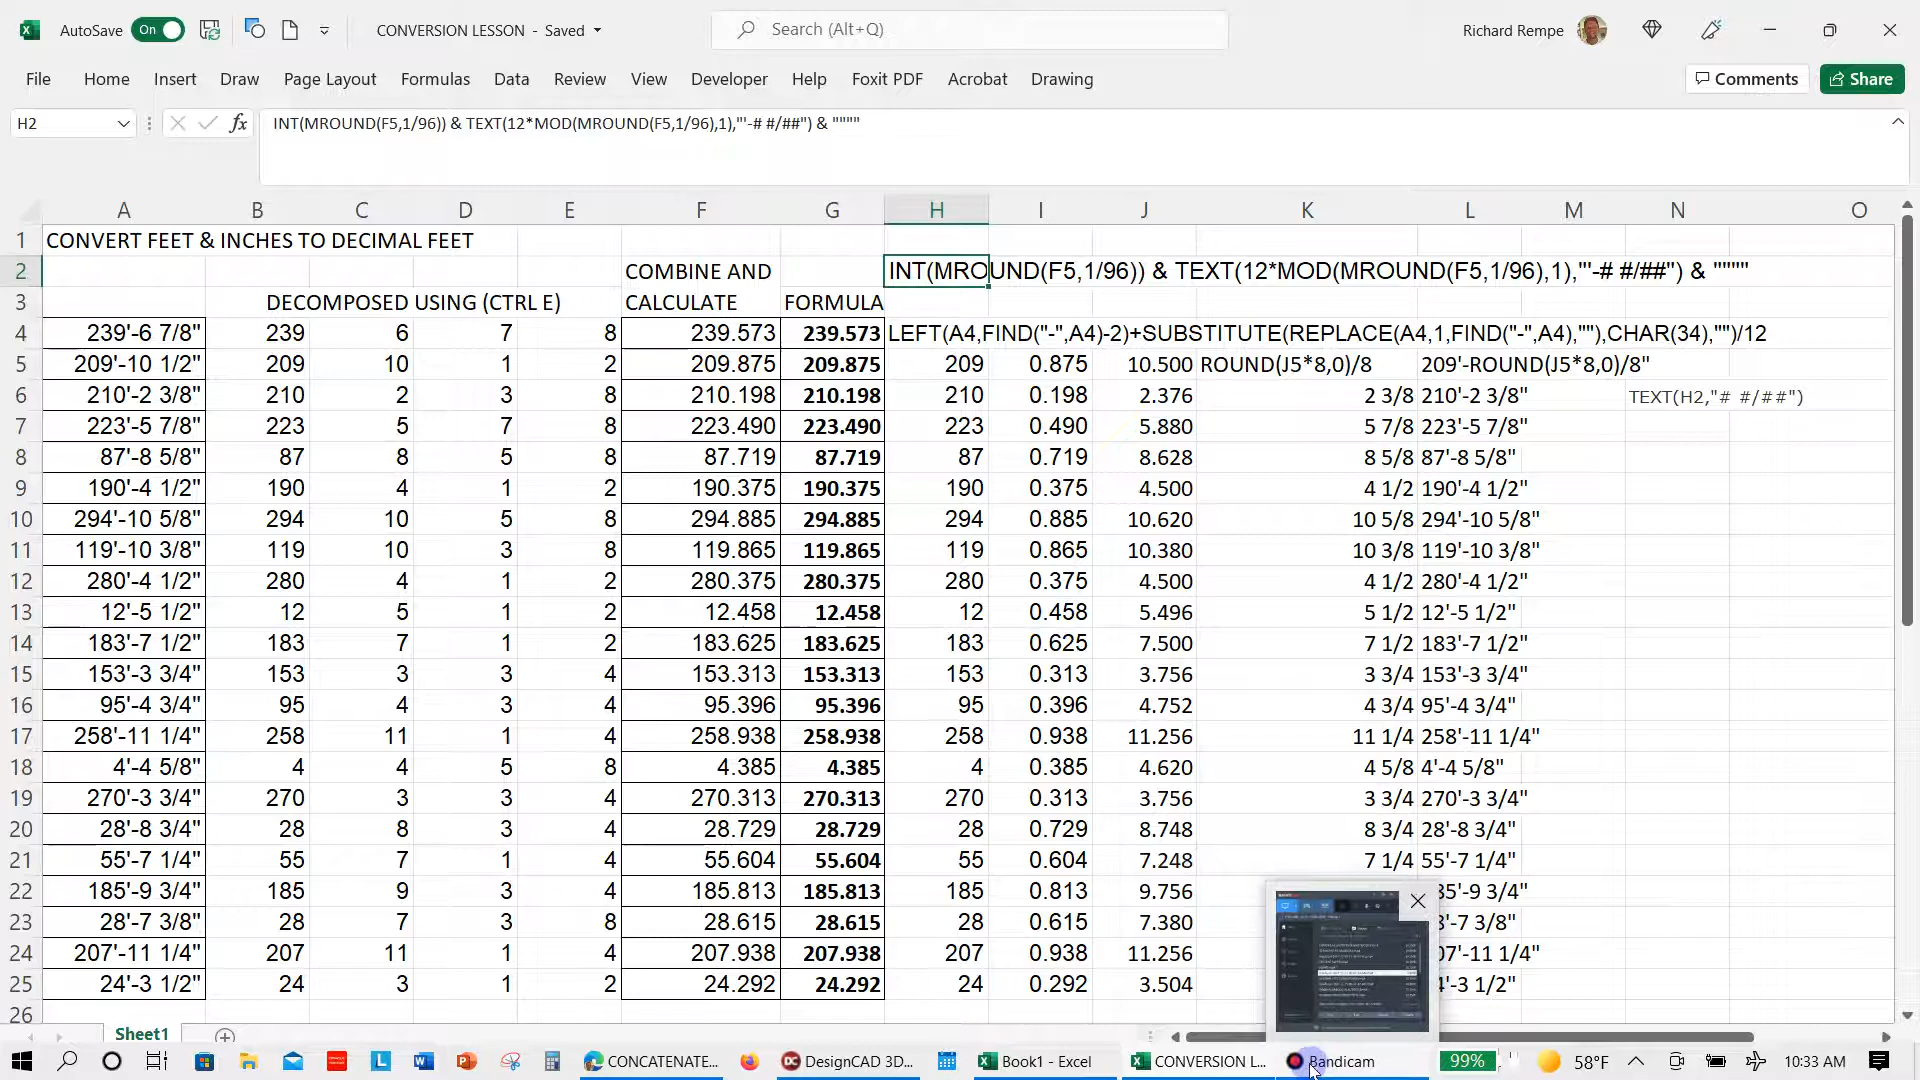 AutoSave On CONVERSION LESSON - Saved Search (Alt+Q) Richard Rempe
File Home Insert Draw Page Layout Formulas Data Review View Developer Help Foxit PDF Acrobat Drawing Comments Share
H2 fx INT(MROUND(F5,1/96)) & TEXT(12*MOD(MROUND(F5,1/96),1),"'-# #/##") & """"
A B C D E F G H I J K L M N O
1 CONVERT FEET & INCHES TO DECIMAL FEET
2 COMBINE AND INT(MROUND(F5,1/96)) & TEXT(12*MOD(MROUND(F5,1/96),1),"'-# #/##") & """"
3 DECOMPOSED USING (CTRL E) CALCULATE FORMULA
4 239'-6 7/8" 239 6 7 8 239.573 239.573 LEFT(A4,FIND("-",A4)-2)+SUBSTITUTE(REPLACE(A4,1,FIND("-",A4),""),CHAR(34),"")/12
5 209'-10 1/2" 209 10 1 2 209.875 209.875 209 0.875 10.500 ROUND(J5*8,0)/8 209'-ROUND(J5*8,0)/8"
6 210'-2 3/8" 210 2 3 8 210.198 210.198 210 0.198 2.376 2 3/8 210'-2 3/8" TEXT(H2,"# #/##")
7 223'-5 7/8" 223 5 7 8 223.490 223.490 223 0.490 5.880 5 7/8 223'-5 7/8"
8 87'-8 5/8" 87 8 5 8 87.719 87.719 87 0.719 8.628 8 5/8 87'-8 5/8"
9 190'-4 1/2" 190 4 1 2 190.375 190.375 190 0.375 4.500 4 1/2 190'-4 1/2"
10 294'-10 5/8" 294 10 5 8 294.885 294.885 294 0.885 10.620 10 5/8 294'-10 5/8"
11 119'-10 3/8" 119 10 3 8 119.865 119.865 119 0.865 10.380 10 3/8 119'-10 3/8"
12 280'-4 1/2" 280 4 1 2 280.375 280.375 280 0.375 4.500 4 1/2 280'-4 1/2"
13 12'-5 1/2" 12 5 1 2 12.458 12.458 12 0.458 5.496 5 1/2 12'-5 1/2"
14 183'-7 1/2" 183 7 1 2 183.625 183.625 183 0.625 7.500 7 1/2 183'-7 1/2"
15 153'-3 3/4" 153 3 3 4 153.313 153.313 153 0.313 3.756 3 3/4 153'-3 3/4"
16 95'-4 3/4" 95 4 3 4 95.396 95.396 95 0.396 4.752 4 3/4 95'-4 3/4"
17 258'-11 1/4" 258 11 1 4 258.938 258.938 258 0.938 11.256 11 1/4 258'-11 1/4"
18 4'-4 5/8" 4 4 5 8 4.385 4.385 4 0.385 4.620 4 5/8 4'-4 5/8"
19 270'-3 3/4" 270 3 3 4 270.313 270.313 270 0.313 3.756 3 3/4 270'-3 3/4"
20 28'-8 3/4" 28 8 3 4 28.729 28.729 28 0.729 8.748 8 3/4 28'-8 3/4"
21 55'-7 1/4" 55 7 1 4 55.604 55.604 55 0.604 7.248 7 1/4 55'-7 1/4"
22 185'-9 3/4" 185 9 3 4 185.813 185.813 185 0.813 9.756 85'-9 3/4"
23 28'-7 3/8" 28 7 3 8 28.615 28.615 28 0.615 7.380 8'-7 3/8"
24 207'-11 1/4" 207 11 1 4 207.938 207.938 207 0.938 11.256 07'-11 1/4"
25 24'-3 1/2" 24 3 1 2 24.292 24.292 24 0.292 3.504 4'-3 1/2"
26
Sheet1
CONCATENATE... DesignCAD 3D... Book1 - Excel CONVERSION L... Bandicam 99% 58°F 10:33 AM